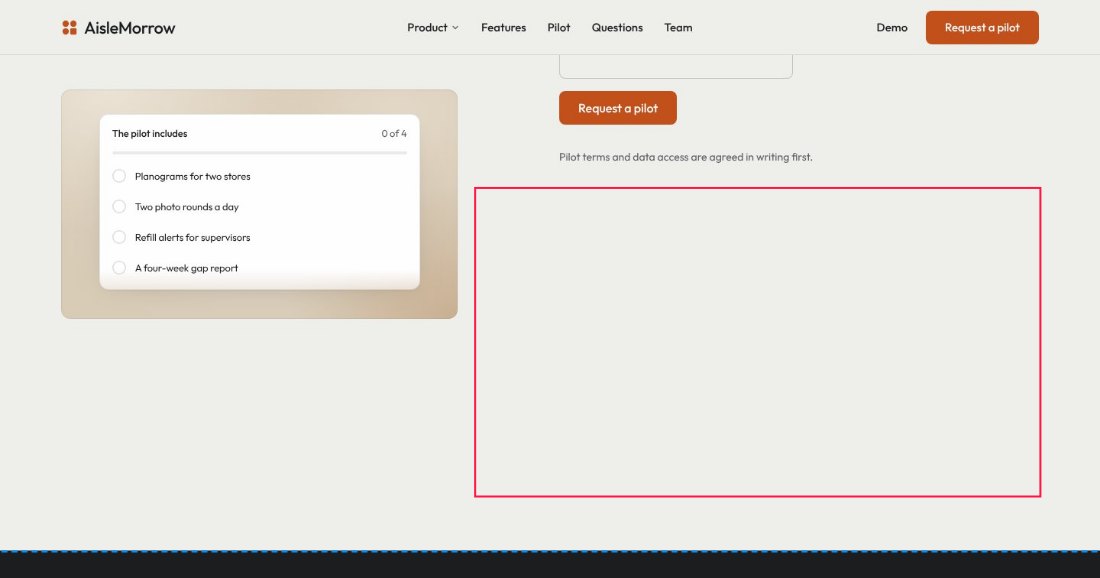 AisleMorrow
Product
Features
Pilot
Questions
Team
Demo
Request a pilot
The pilot includes
0 of 4
Planograms for two stores
Two photo rounds a day
Refill alerts for supervisors
A four-week gap report
Request a pilot
Pilot terms and data access are agreed in writing first.